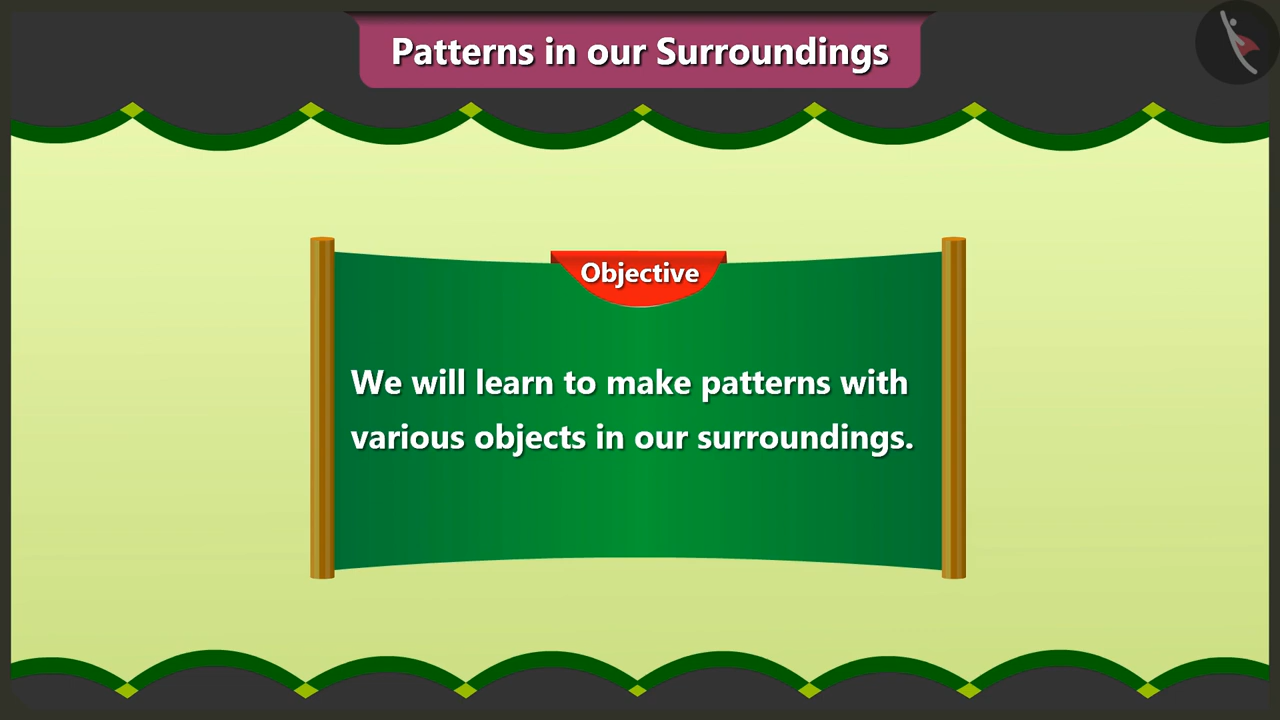 Patterns in our Surroundings
Objective
We will learn to make patterns with
various objects in our surroundings.